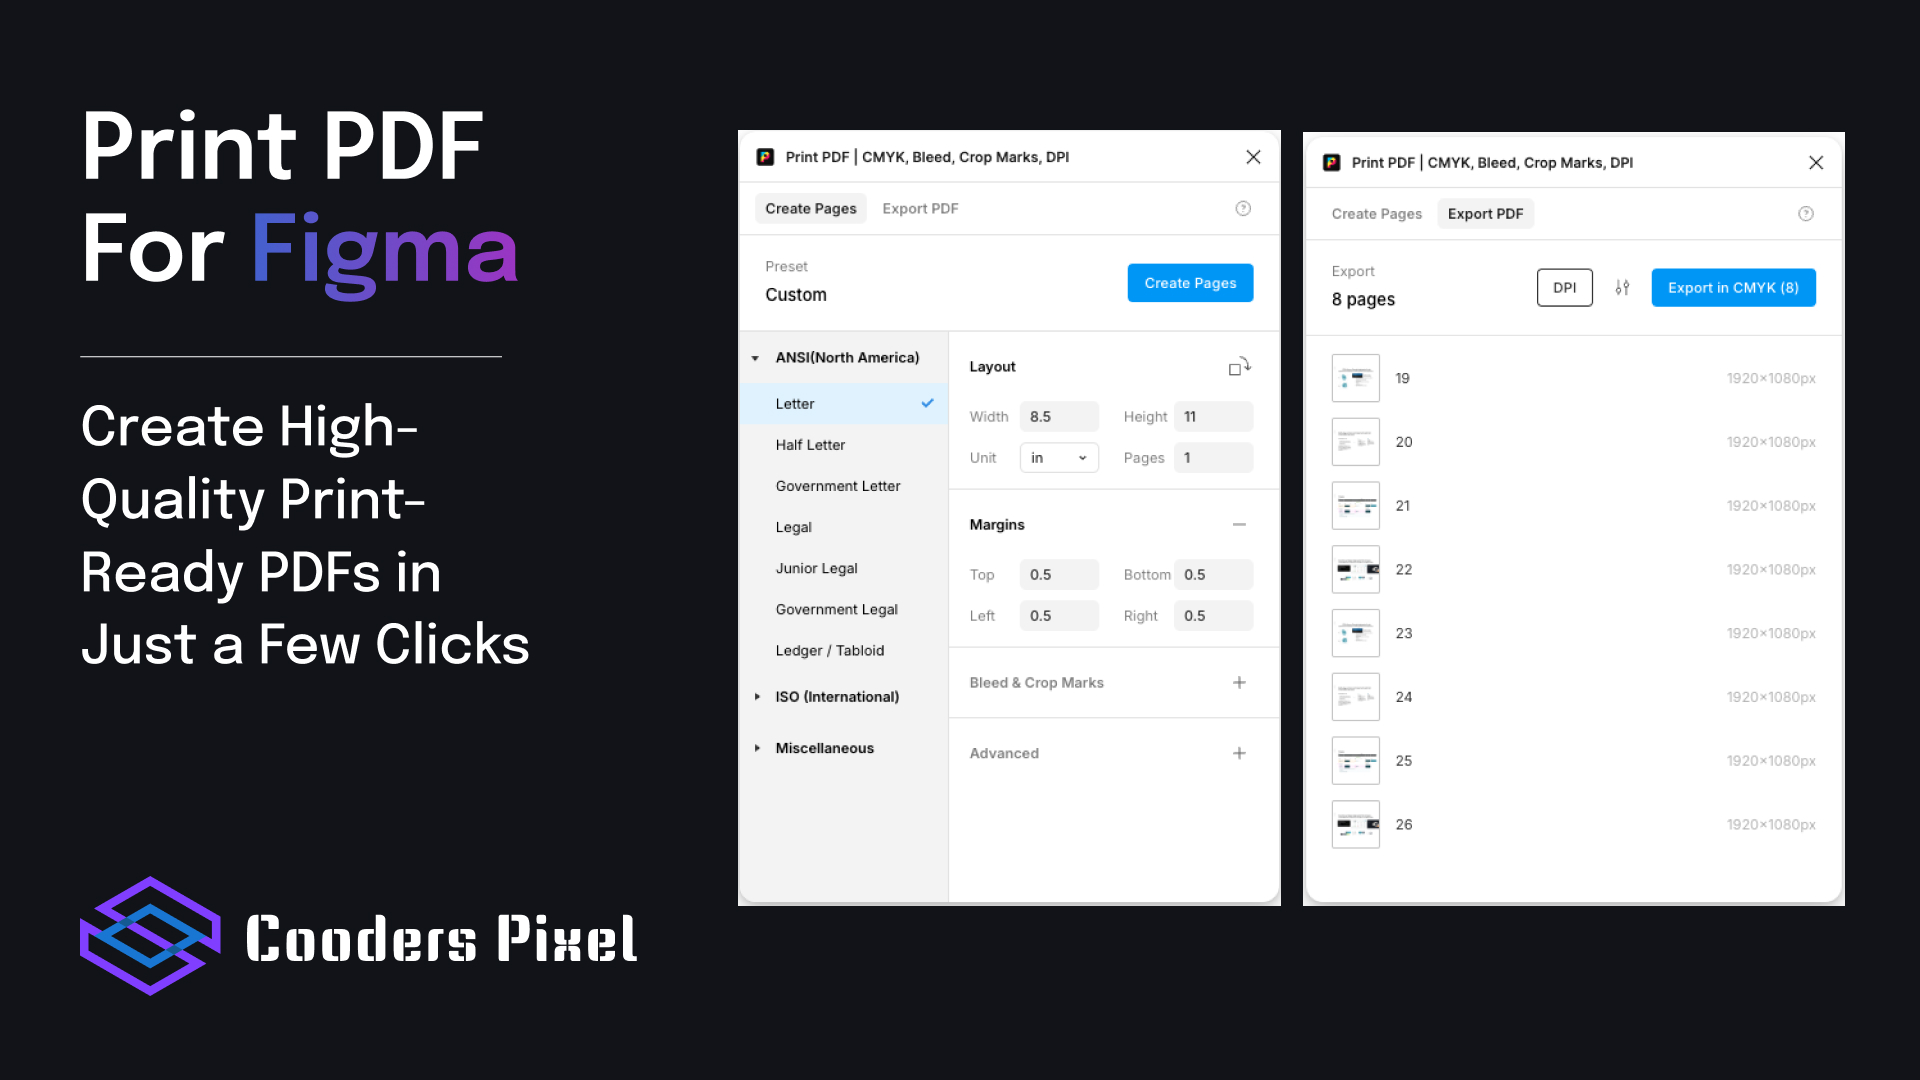 Print PDF
For Figma
Create High-
Quality Print-
Ready PDFs in
Just a Few Clicks
Cooders Pixel
Print PDF | CMYK, Bleed, Crop Marks, DPI
Create Pages Export PDF
Preset
Custom
Create Pages
ANSI(North America)
Letter
Half Letter
Government Letter
Legal
Junior Legal
Government Legal
Ledger / Tabloid
ISO (International)
Miscellaneous
Layout
Width 8.5 Height 11
Unit in Pages 1
Margins
Top 0.5 Bottom 0.5
Left 0.5 Right 0.5
Bleed & Crop Marks
Advanced
Print PDF | CMYK, Bleed, Crop Marks, DPI
Create Pages Export PDF
Export
8 pages
DPI
Export in CMYK (8)
19 1920×1080px
20 1920×1080px
21 1920×1080px
22 1920×1080px
23 1920×1080px
24 1920×1080px
25 1920×1080px
26 1920×1080px